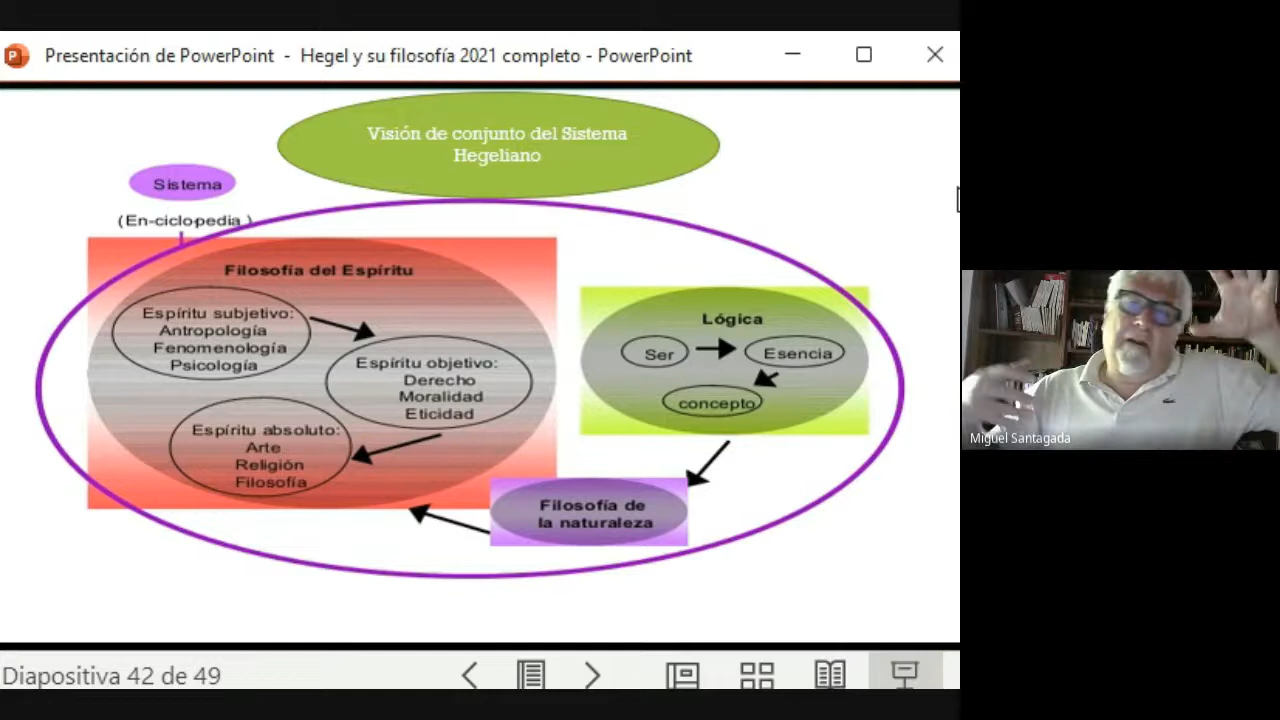 Presentación de PowerPoint - Hegel y su filosofía 2021 completo - PowerPoint
Visión de conjunto del Sistema
Hegeliano
Sistema
(En-ciclopedia )
Filosofía del Espíritu
Espíritu subjetivo:
Antropología
Fenomenología
Psicología
Espíritu objetivo:
Derecho
Moralidad
Eticidad
Espíritu absoluto:
Arte
Religión
Filosofía
Lógica
Ser
Esencia
concepto
Filosofía de
la naturaleza
Miguel Santagada
Diapositiva 42 de 49